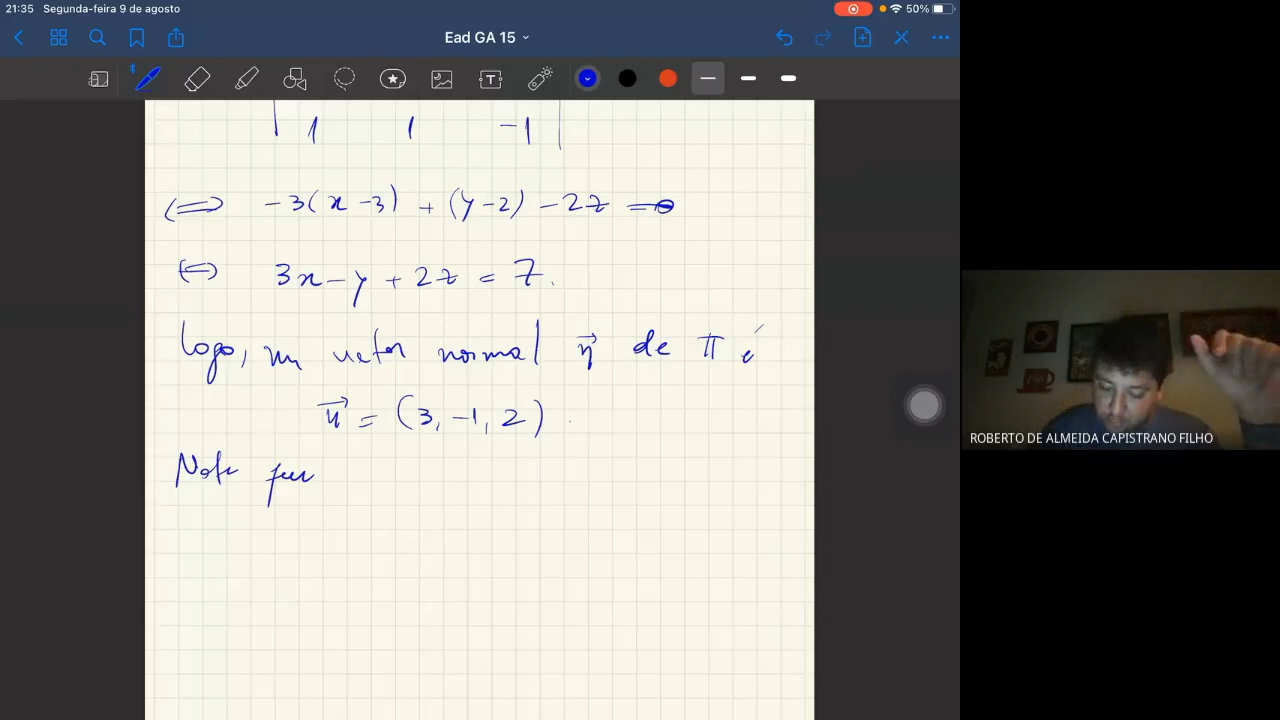 21:35 Segunda-feira 9 de agosto
50%
Ead GA 15
1 1 -1
⟺ -3(x-3) + (y-2) - 2z = 0
⟺ 3x - y + 2z = 7.
Logo, um vetor normal η⃗ de π é
η⃗ = (3, -1, 2).
Note que
ROBERTO DE ALMEIDA CAPISTRANO FILHO